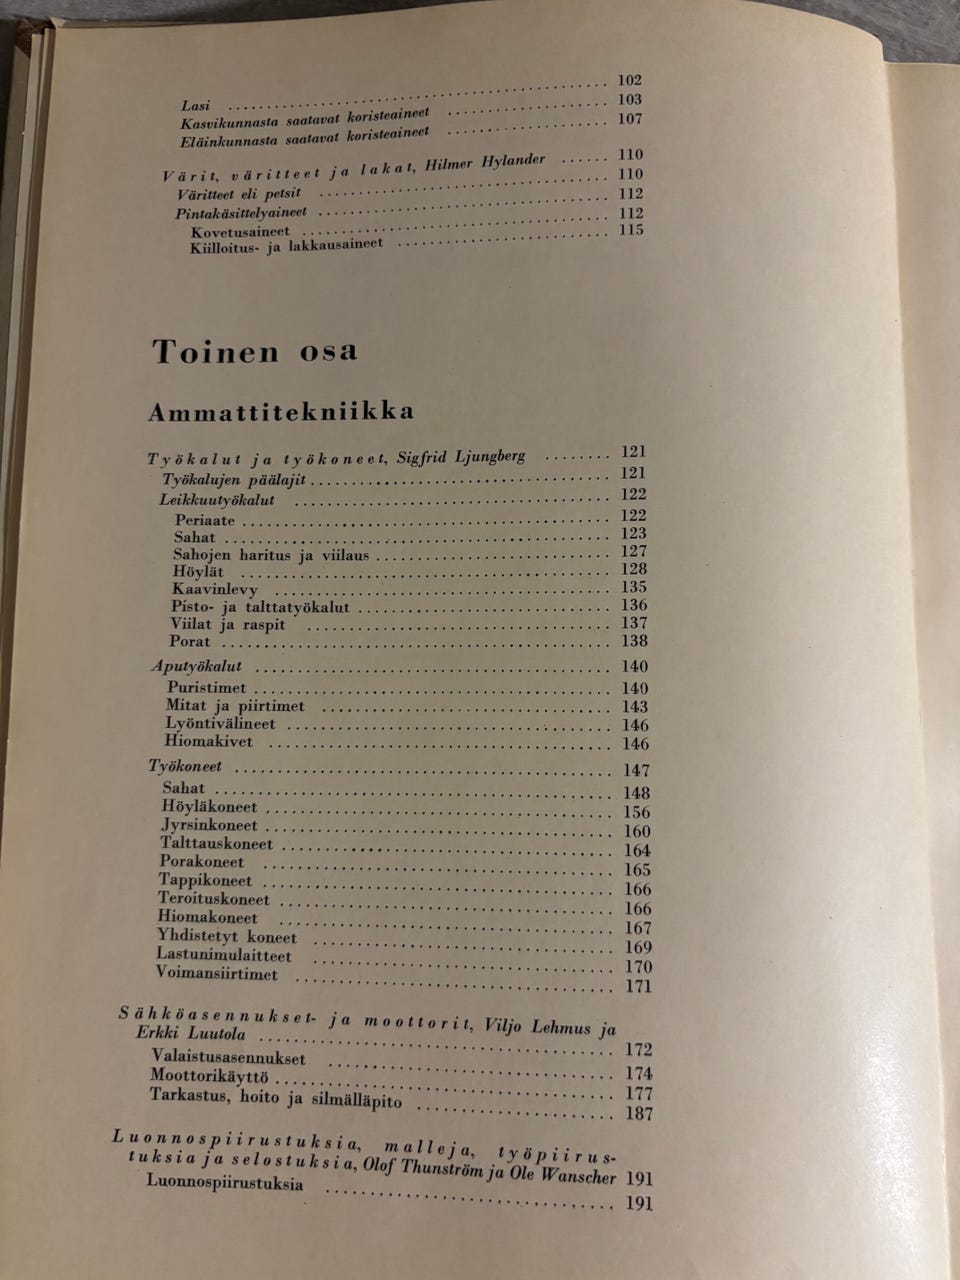 Lasi .......... 102
Kasvikunnasta saatavat koristeaineet .......... 103
Eläinkunnasta saatavat koristeaineet .......... 107
Värit, väritteet ja lakat, Hilmer Hylander ...... 110
Väritteet eli petsit .......... 110
Pintakäsittelyaineet .......... 112
Kovetusaineet .......... 112
Kiilloitus- ja lakkausaineet .......... 115
Toinen osa
Ammattitekniikka
Työkalut ja työkoneet, Sigfrid Ljungberg ........ 121
Työkalujen päälajit .......... 121
Leikkuutyökalut .......... 122
Periaate .......... 122
Sahat .......... 123
Sahojen haritus ja viilaus .......... 127
Höylät .......... 128
Kaavinlevy .......... 135
Pisto- ja talttatyökalut .......... 136
Viilat ja raspit .......... 137
Porat .......... 138
Aputyökalut .......... 140
Puristimet .......... 140
Mitat ja piirtimet .......... 143
Lyöntivälineet .......... 146
Hiomakivet .......... 146
Työkoneet .......... 147
Sahat .......... 148
Höyläkoneet .......... 156
Jyrsinkoneet .......... 160
Talttauskoneet .......... 164
Porakoneet .......... 165
Tappikoneet .......... 166
Teroituskoneet .......... 166
Hiomakoneet .......... 167
Yhdistetyt koneet .......... 169
Lastunimulaitteet .......... 170
Voimansiirtimet .......... 171
Sähköasennukset- ja moottorit, Viljo Lehmus ja
Erkki Luutola .......... 172
Valaistusasennukset .......... 174
Moottorikäyttö .......... 177
Tarkastus, hoito ja silmälläpito .......... 187
Luonnospiirustuksia, malleja, työpiirus-
tuksia ja selostuksia, Olof Thunström ja Ole Wanscher 191
Luonnospiirustuksia .......... 191